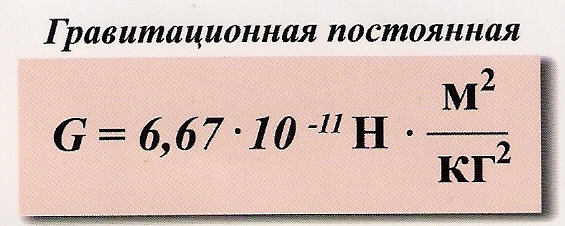 Гравитационная постоянная
G = 6,67 · 10⁻¹¹ Н · м²/кг²